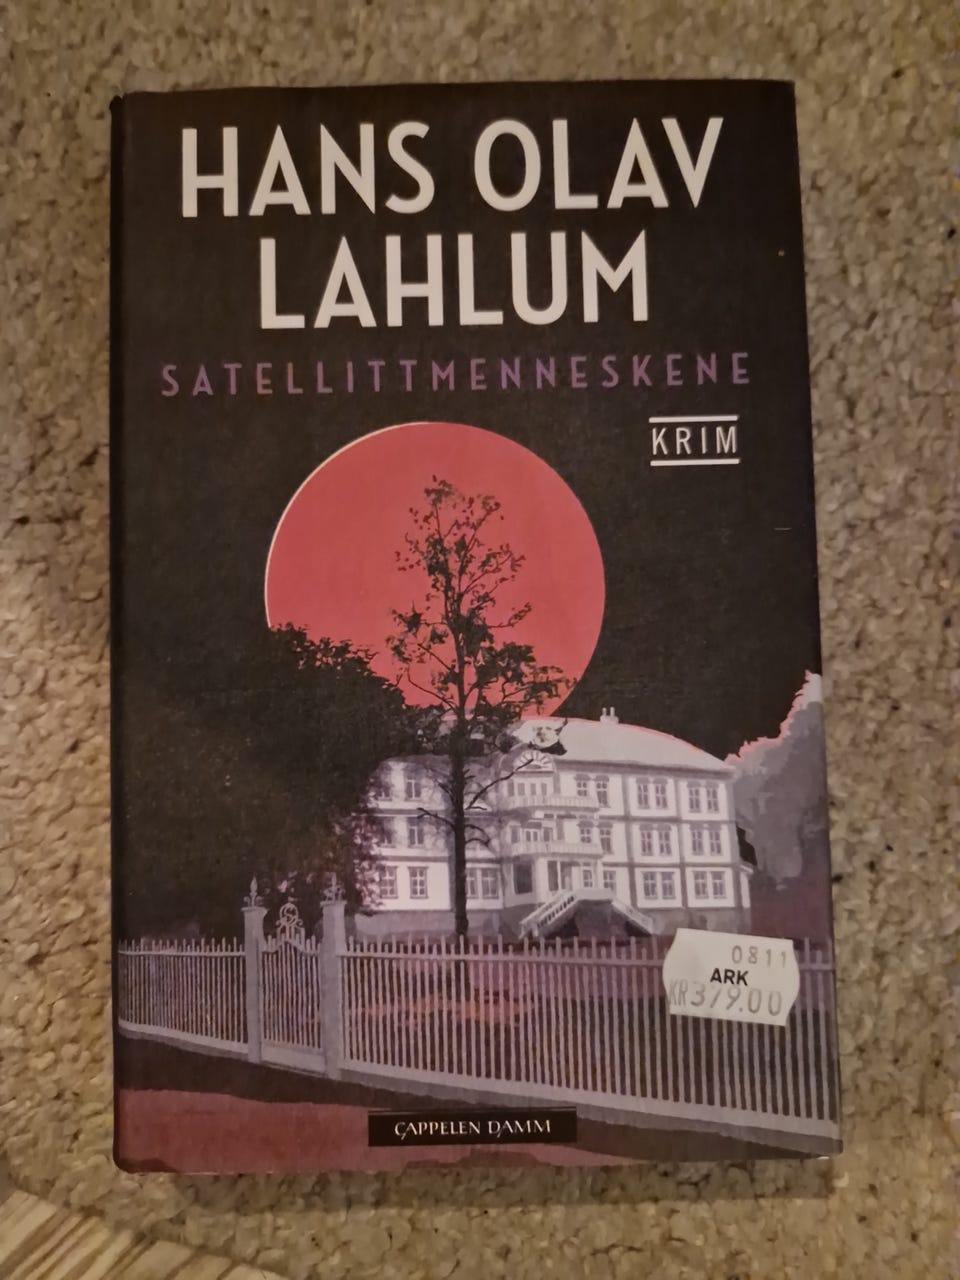 HANS OLAV
LAHLUM
SATELLITTMENNESKENE
KRIM
0811
ARK
KR379.00
CAPPELEN DAMM